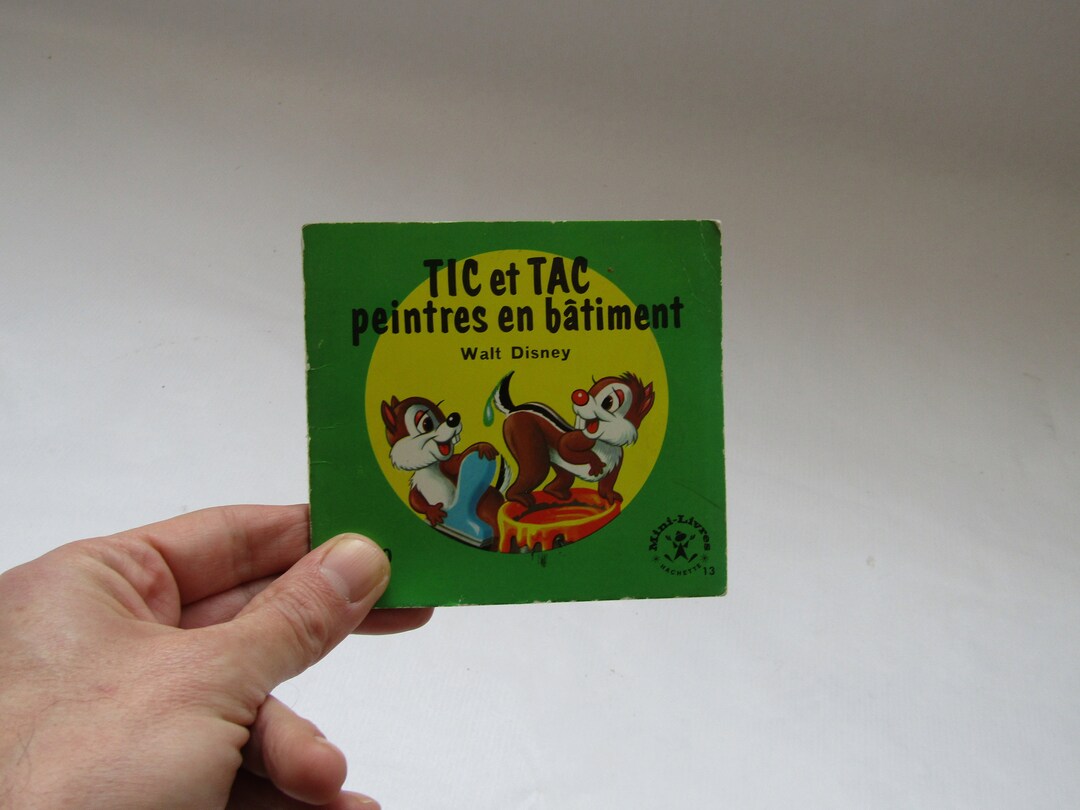 TIC et TAC
peintres en bâtiment
Walt Disney
Mini-Livres
HACHETTE
13